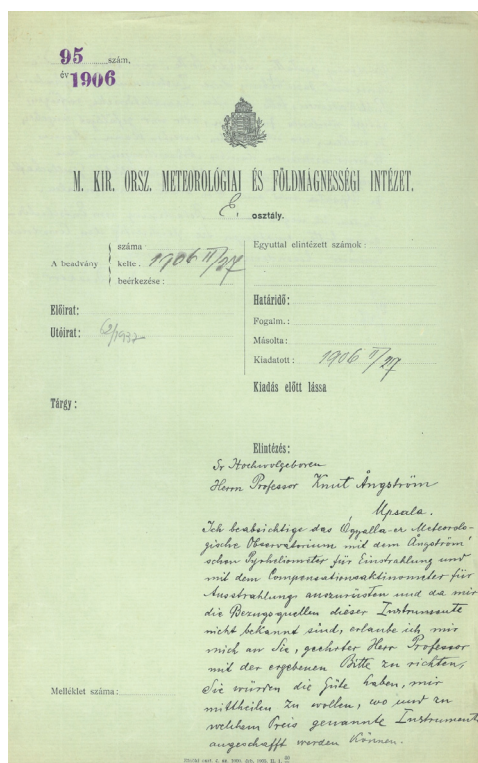 95 szám,
év 1906
M. KIR. ORSZ. METEOROLÓGIAI ÉS FÖLDMÁGNESSÉGI INTÉZET.
E. osztály.
A beadvány
száma
kelte: 1906 II/27
beérkezése:
Előirat:
Utóirat:
Tárgy:
Melléklet száma:
Egyuttal elintézett számok:
Határidő:
Fogalm.:
Másolta:
Kiadatott: 1906 II/27
Kiadás előtt lássa
Elintézés:
Sr Hochwolgeboren
Herrn Professor Knut Ångström
Upsala.
Ich beabsichtige das Ógyalla-er Meteorolo-
gische Observatorium mit dem Ångström'
schen Pyrheliometer für Einstrahlung und
mit dem Compensationsaktinometer für
Ausstrahlung auszurüsten und da mir
die Bezugsquellen dieser Instrumente
nicht bekannt sind, erlaube ich mir
mich an Sie, geehrter Herr Professor
mit der ergebenen Bitte zu richten,
Sie würden die Güte haben, mir
mittheilen zu wollen, wo und zu
welchem Preis genannte Instrumente
angeschafft werden können.